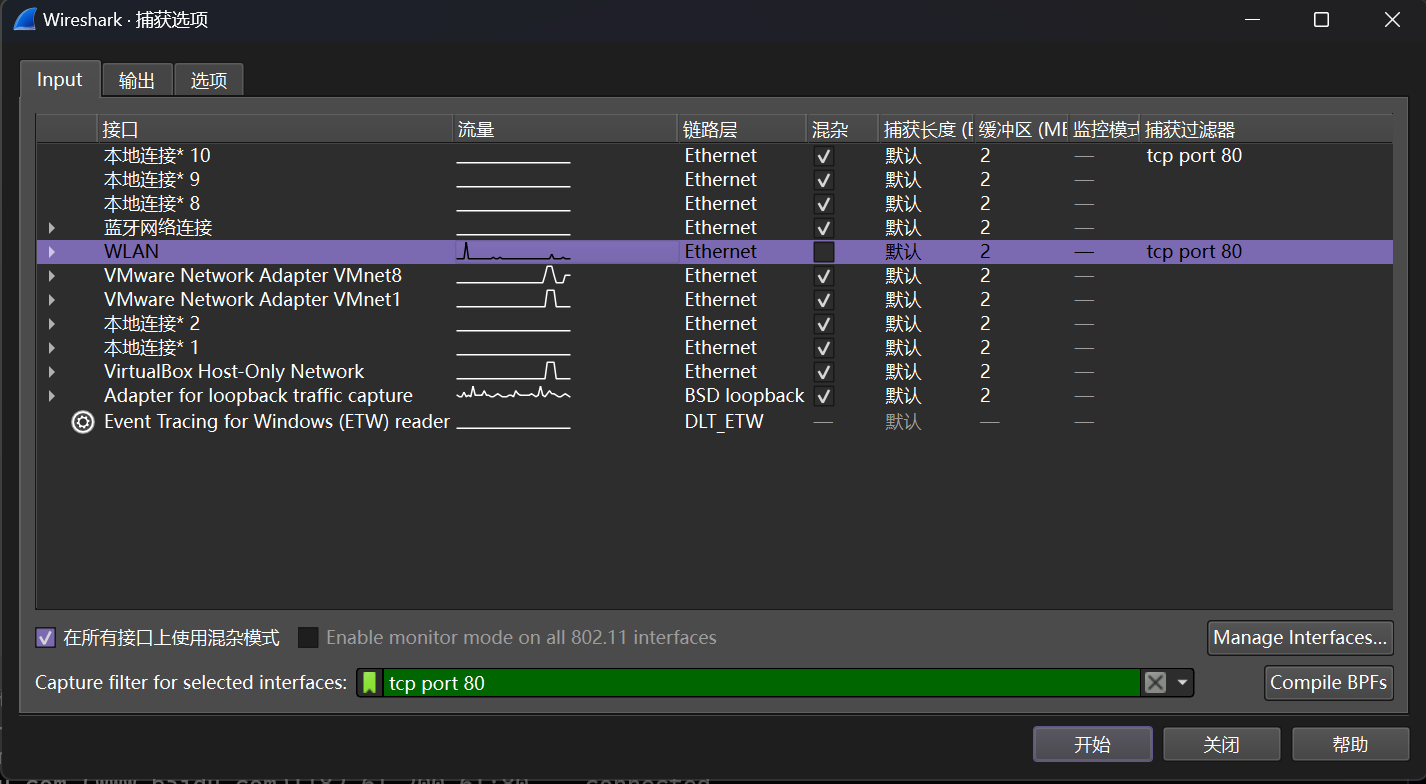 Wireshark · 捕获选项
Input 输出 选项
接口 流量 链路层 混杂 捕获长度 (B 缓冲区 (ME 监控模式 捕获过滤器
本地连接* 10 Ethernet 默认 2 — tcp port 80
本地连接* 9 Ethernet 默认 2 —
本地连接* 8 Ethernet 默认 2 —
蓝牙网络连接 Ethernet 默认 2 —
WLAN Ethernet 默认 2 — tcp port 80
VMware Network Adapter VMnet8 Ethernet 默认 2 —
VMware Network Adapter VMnet1 Ethernet 默认 2 —
本地连接* 2 Ethernet 默认 2 —
本地连接* 1 Ethernet 默认 2 —
VirtualBox Host-Only Network Ethernet 默认 2 —
Adapter for loopback traffic capture BSD loopback 默认 2 —
Event Tracing for Windows (ETW) reader DLT_ETW — 默认 — —
在所有接口上使用混杂模式 Enable monitor mode on all 802.11 interfaces Manage Interfaces...
Capture filter for selected interfaces: tcp port 80 Compile BPFs
开始 关闭 帮助
connected